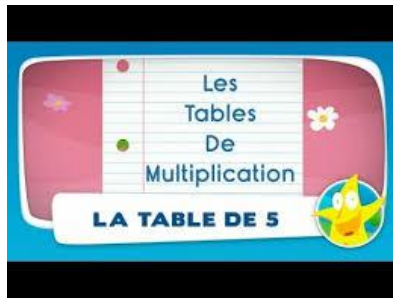 Les
Tables
De
Multiplication
LA TABLE DE 5